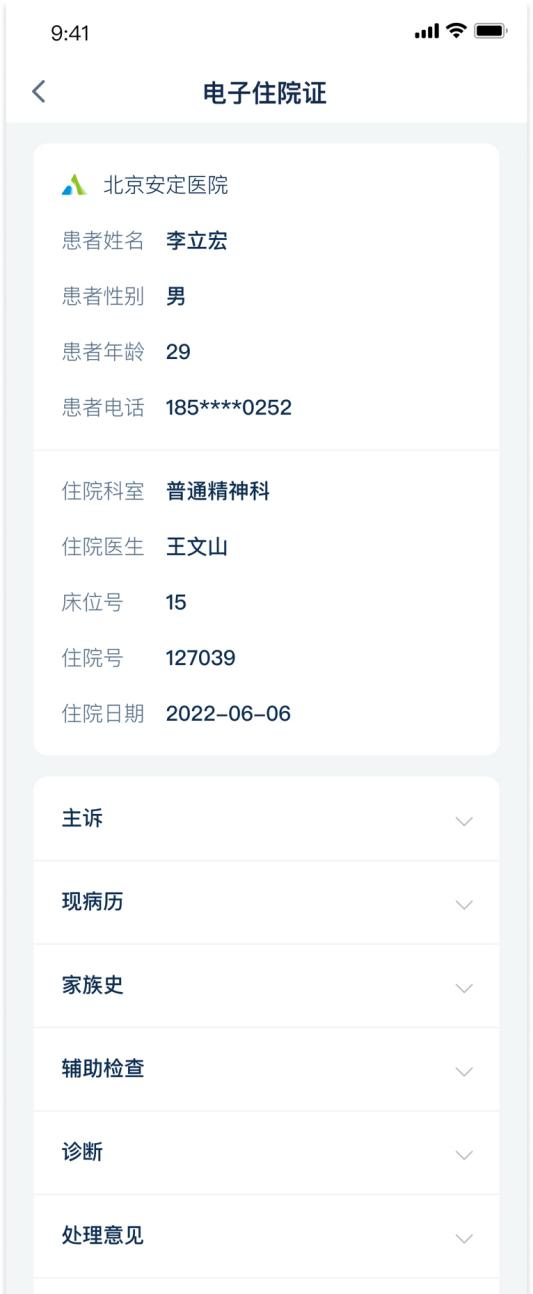 9:41
电子住院证
北京安定医院
患者姓名 李立宏
患者性别 男
患者年龄 29
患者电话 185****0252
住院科室 普通精神科
住院医生 王文山
床位号 15
住院号 127039
住院日期 2022-06-06
主诉
现病历
家族史
辅助检查
诊断
处理意见